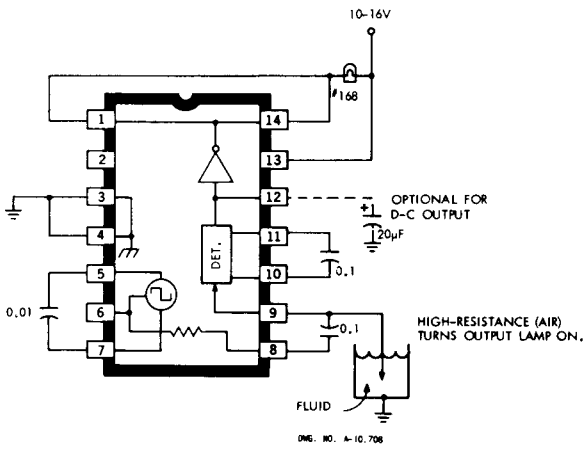 10-16V
#168
1
14
2
13
3
12
OPTIONAL FOR
D-C OUTPUT
+
20µF
4
11
DET.
0.1
5
10
0.01
6
9
0.1
7
8
HIGH-RESISTANCE (AIR)
TURNS OUTPUT LAMP ON.
FLUID
DWG. NO. A-10.708